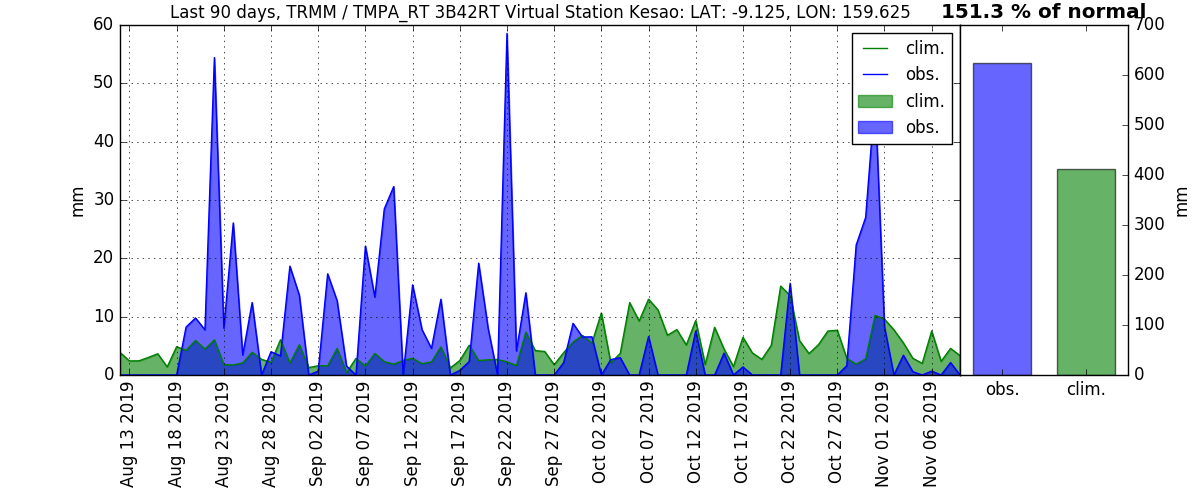 Last 90 days, TRMM / TMPA_RT 3B42RT Virtual Station Kesao: LAT: -9.125, LON: 159.625
151.3 % of normal
60
50
40
30
20
10
0
mm
clim.
obs.
clim.
obs.
700
600
500
400
300
200
100
0
mm
obs.
clim.
Aug 13 2019
Aug 18 2019
Aug 23 2019
Aug 28 2019
Sep 02 2019
Sep 07 2019
Sep 12 2019
Sep 17 2019
Sep 22 2019
Sep 27 2019
Oct 02 2019
Oct 07 2019
Oct 12 2019
Oct 17 2019
Oct 22 2019
Oct 27 2019
Nov 01 2019
Nov 06 2019